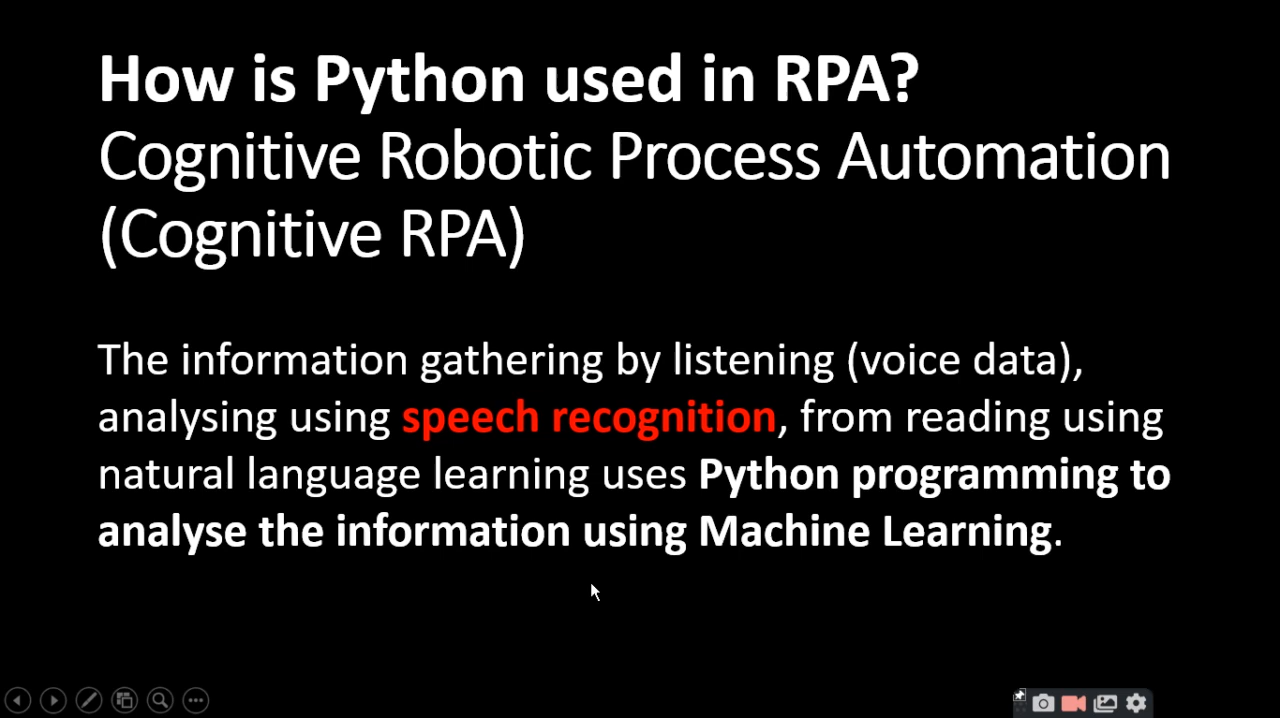 How is Python used in RPA?
Cognitive Robotic Process Automation
(Cognitive RPA)
The information gathering by listening (voice data),
analysing using speech recognition, from reading using
natural language learning uses Python programming to
analyse the information using Machine Learning.